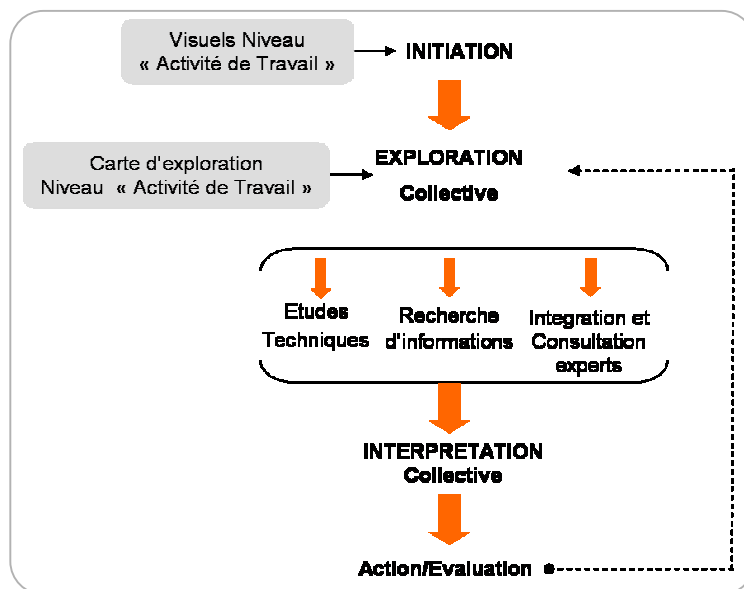 Visuels Niveau
« Activité de Travail »
INITIATION
Carte d'exploration
Niveau « Activité de Travail »
EXPLORATION
Collective
Etudes
Techniques
Recherche
d'informations
Integration et
Consultation
experts
INTERPRETATION
Collective
Action/Evaluation